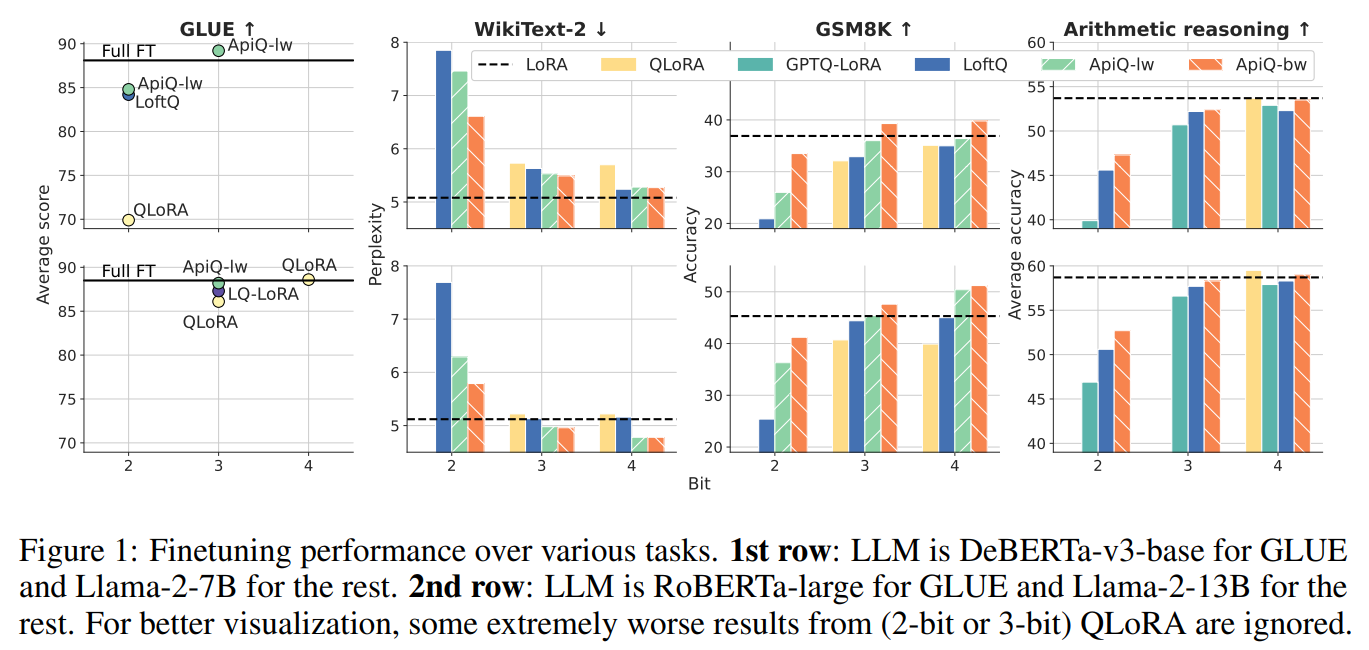 GLUE ↑
WikiText-2 ↓
GSM8K ↑
Arithmetic reasoning ↑
LoRA QLoRA GPTQ-LoRA LoftQ ApiQ-lw ApiQ-bw
Average score
90
85
80
75
70
Full FT
ApiQ-lw
ApiQ-lw
LoftQ
QLoRA
Perplexity
8
7
6
5
Accuracy
40
30
20
Average accuracy
60
55
50
45
40
90
85
80
75
70
Full FT
ApiQ-lw
QLoRA
LQ-LoRA
QLoRA
2 3 4
8
7
6
5
2 3 4
50
40
30
20
2 3 4
60
55
50
45
40
2 3 4
Bit
Figure 1: Finetuning performance over various tasks. 1st row: LLM is DeBERTa-v3-base for GLUE
and Llama-2-7B for the rest. 2nd row: LLM is RoBERTa-large for GLUE and Llama-2-13B for the
rest. For better visualization, some extremely worse results from (2-bit or 3-bit) QLoRA are ignored.